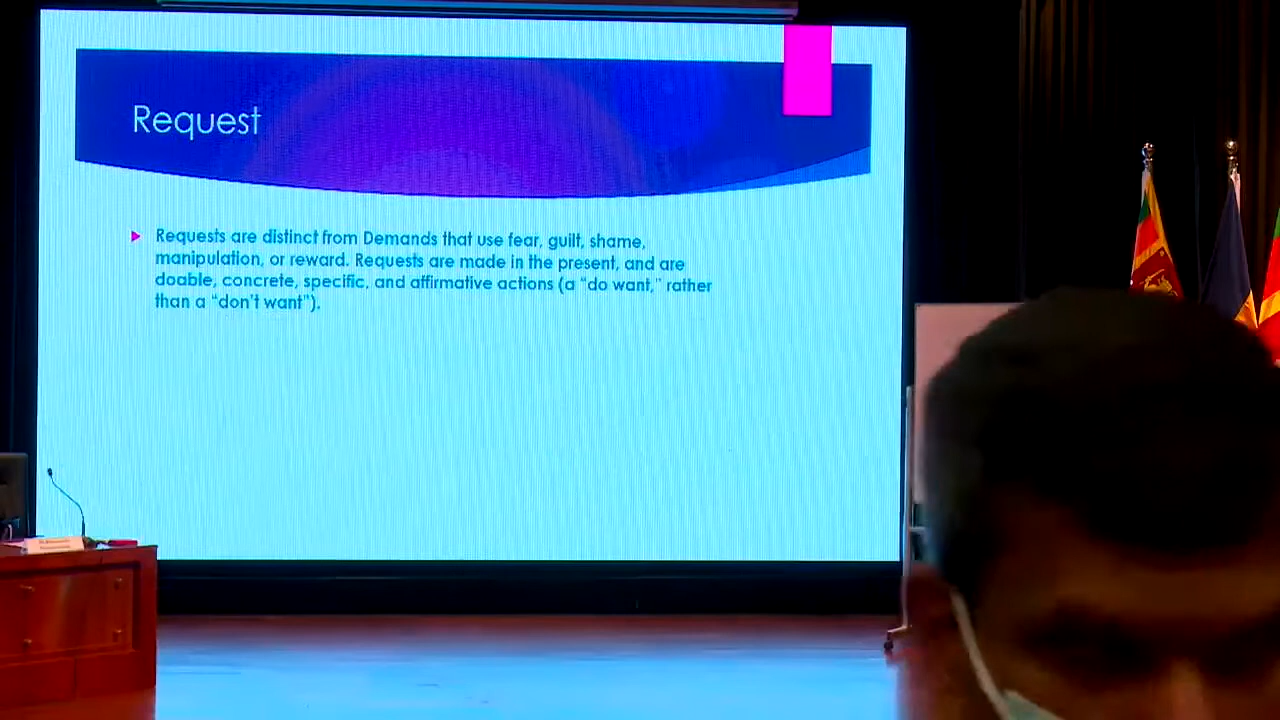 Request
Requests are distinct from Demands that use fear, guilt, shame,
manipulation, or reward. Requests are made in the present, and are
doable, concrete, specific, and affirmative actions (a “do want,” rather
than a “don’t want”).